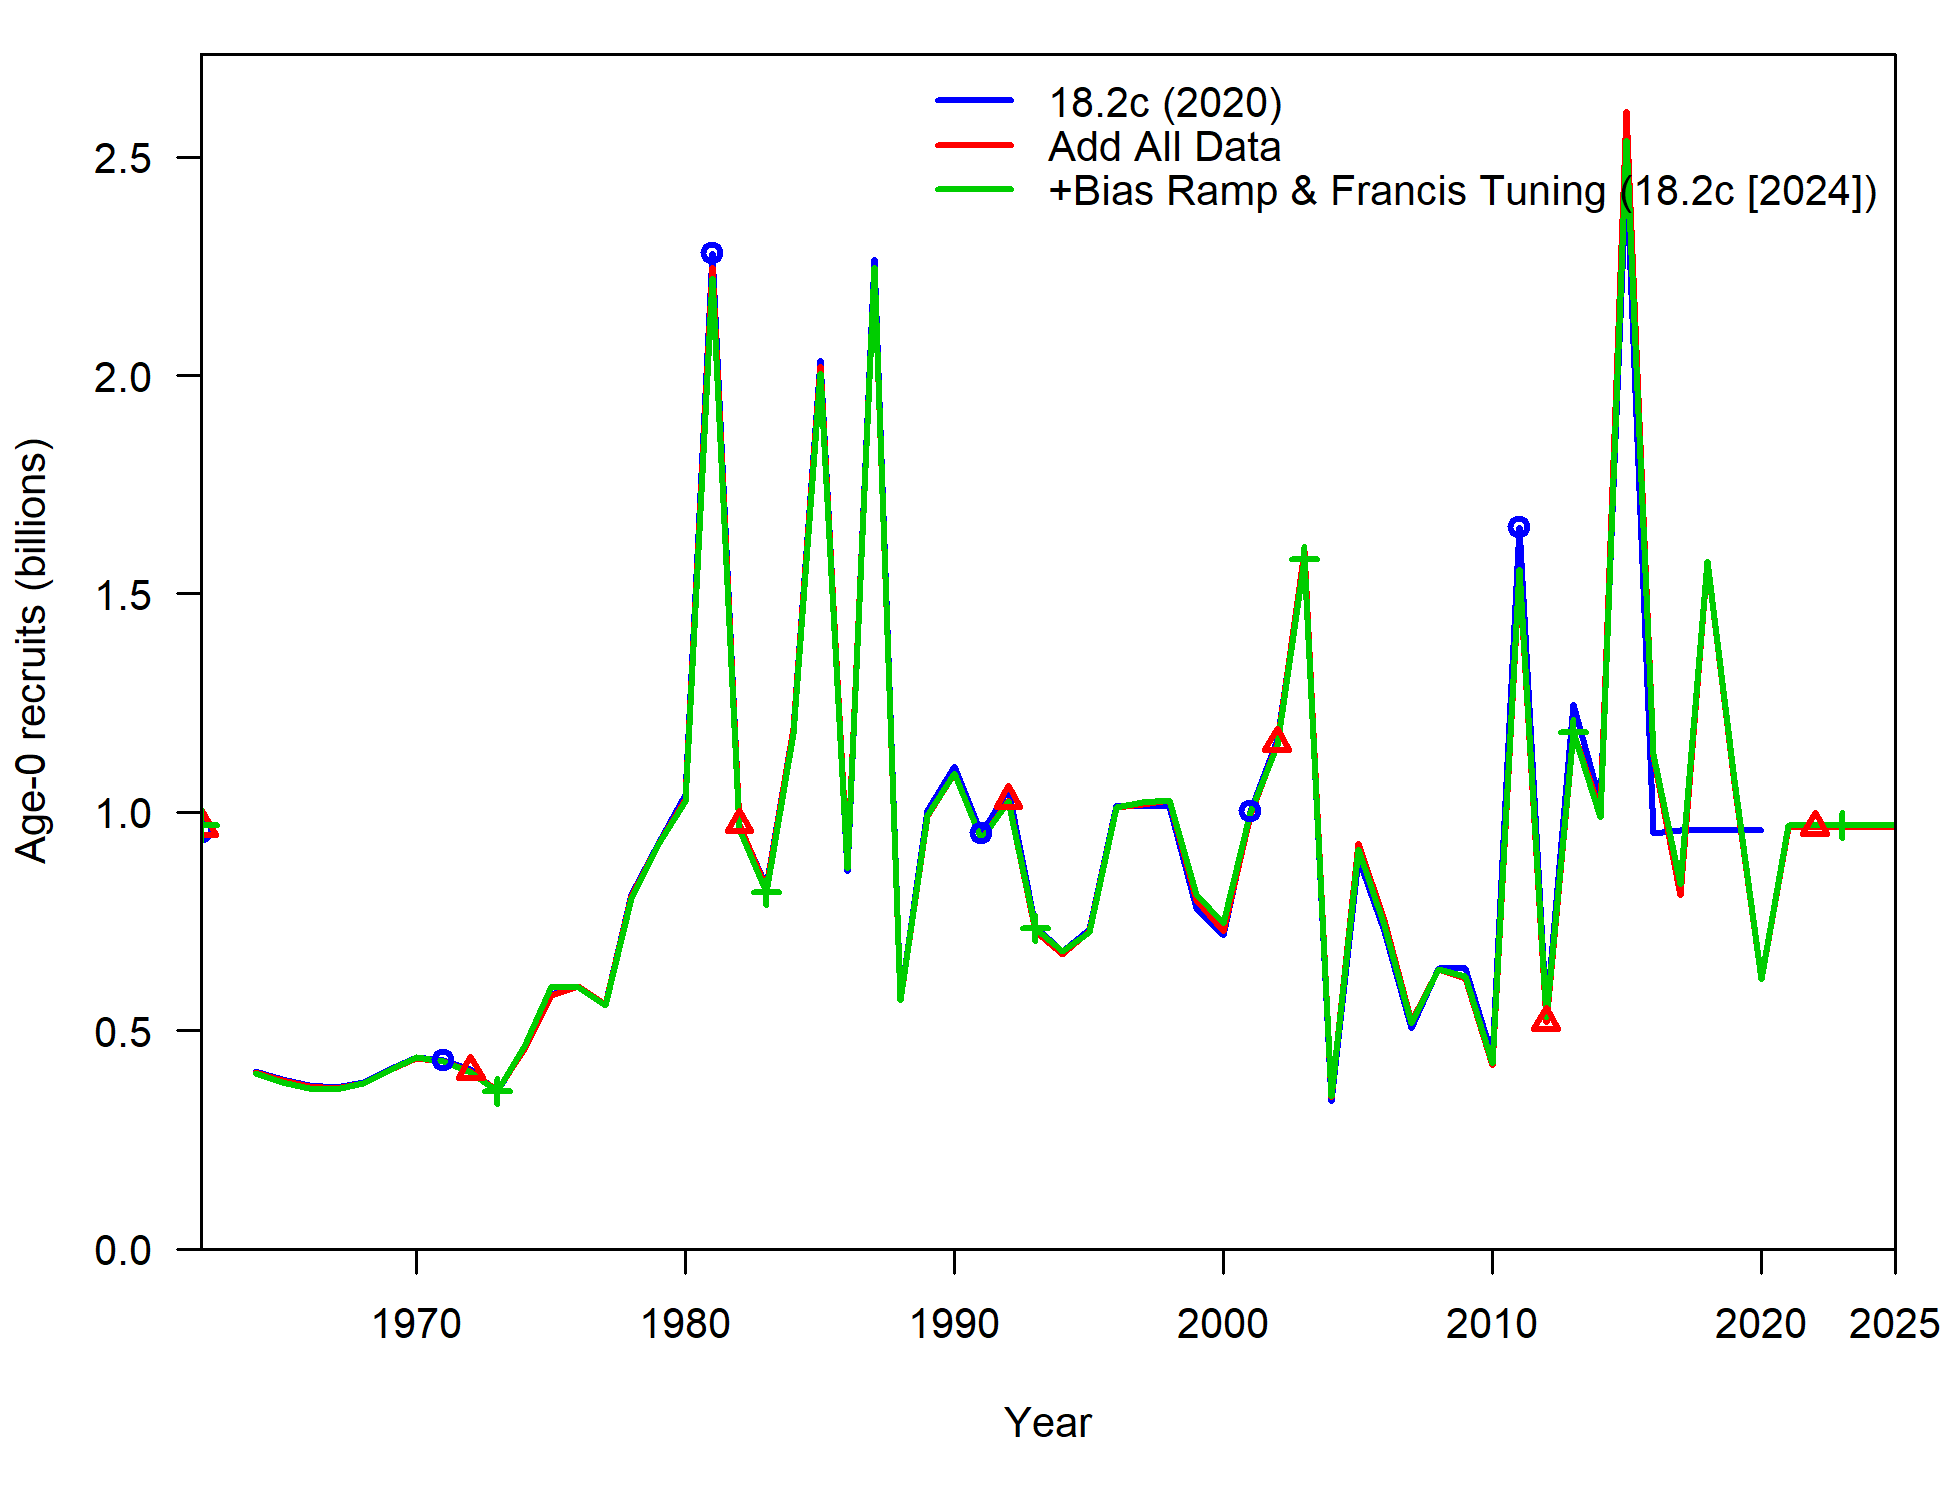 18.2c (2020)
Add All Data
+Bias Ramp & Francis Tuning (18.2c [2024])
Age-0 recruits (billions)
2.5
2.0
1.5
1.0
0.5
0.0
1970 1980 1990 2000 2010 2020 2025
Year